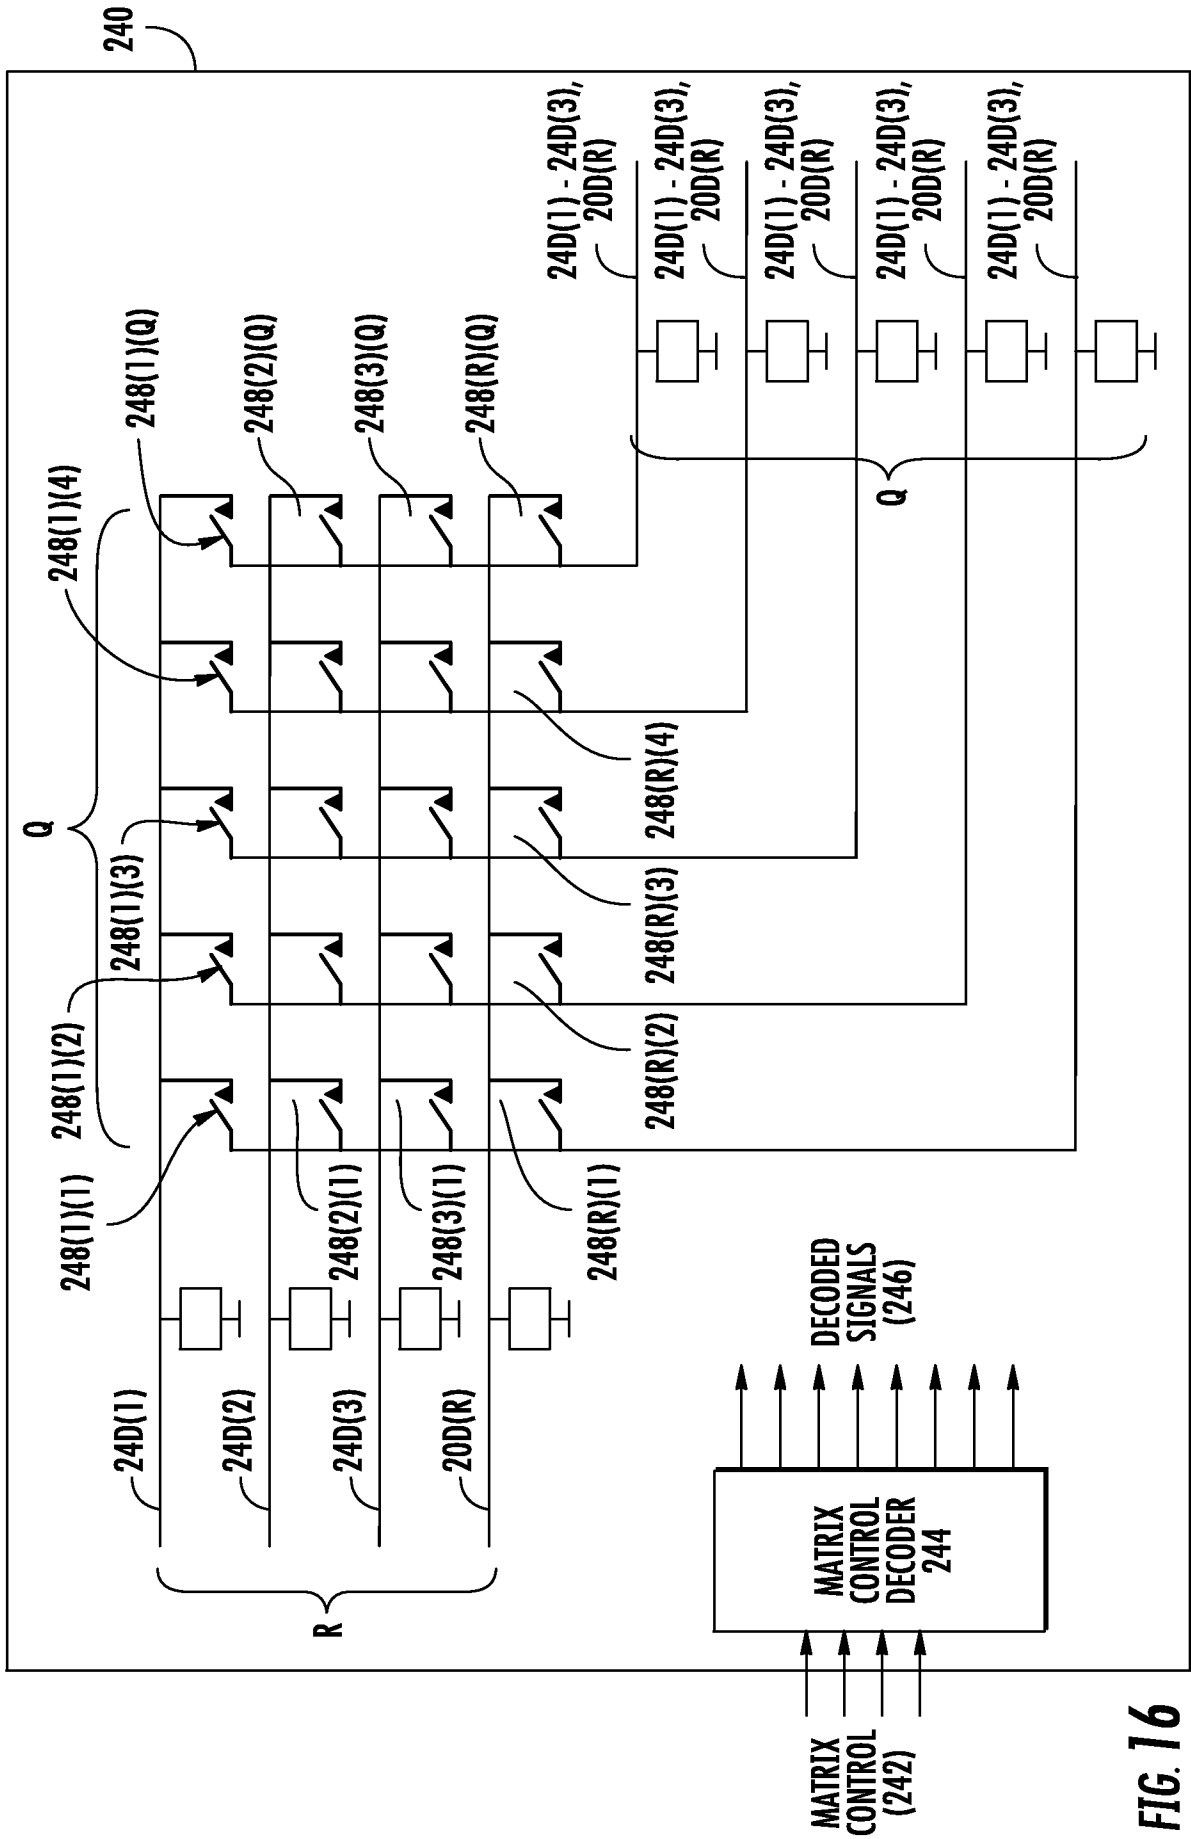 240
Q
248(1)(1)
248(1)(2)
248(1)(3)
248(1)(4)
248(1)(Q)
248(2)(Q)
248(3)(Q)
248(R)(Q)
24D(1)
24D(2)
24D(3)
20D(R)
R
248(2)(1)
248(3)(1)
248(R)(1)
248(R)(2)
248(R)(3)
248(R)(4)
24D(1) - 24D(3),
20D(R)
24D(1) - 24D(3),
20D(R)
24D(1) - 24D(3),
20D(R)
24D(1) - 24D(3),
20D(R)
24D(1) - 24D(3),
20D(R)
Q
MATRIX
CONTROL
(242)
MATRIX
CONTROL
DECODER
244
DECODED
SIGNALS
(246)
FIG. 16